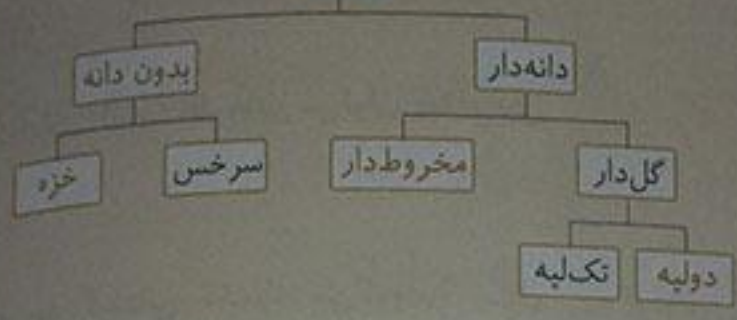 دانه‌دار
بدون دانه
گل‌دار
مخروط‌دار
سرخس
خزه
دولپه
تک‌لپه